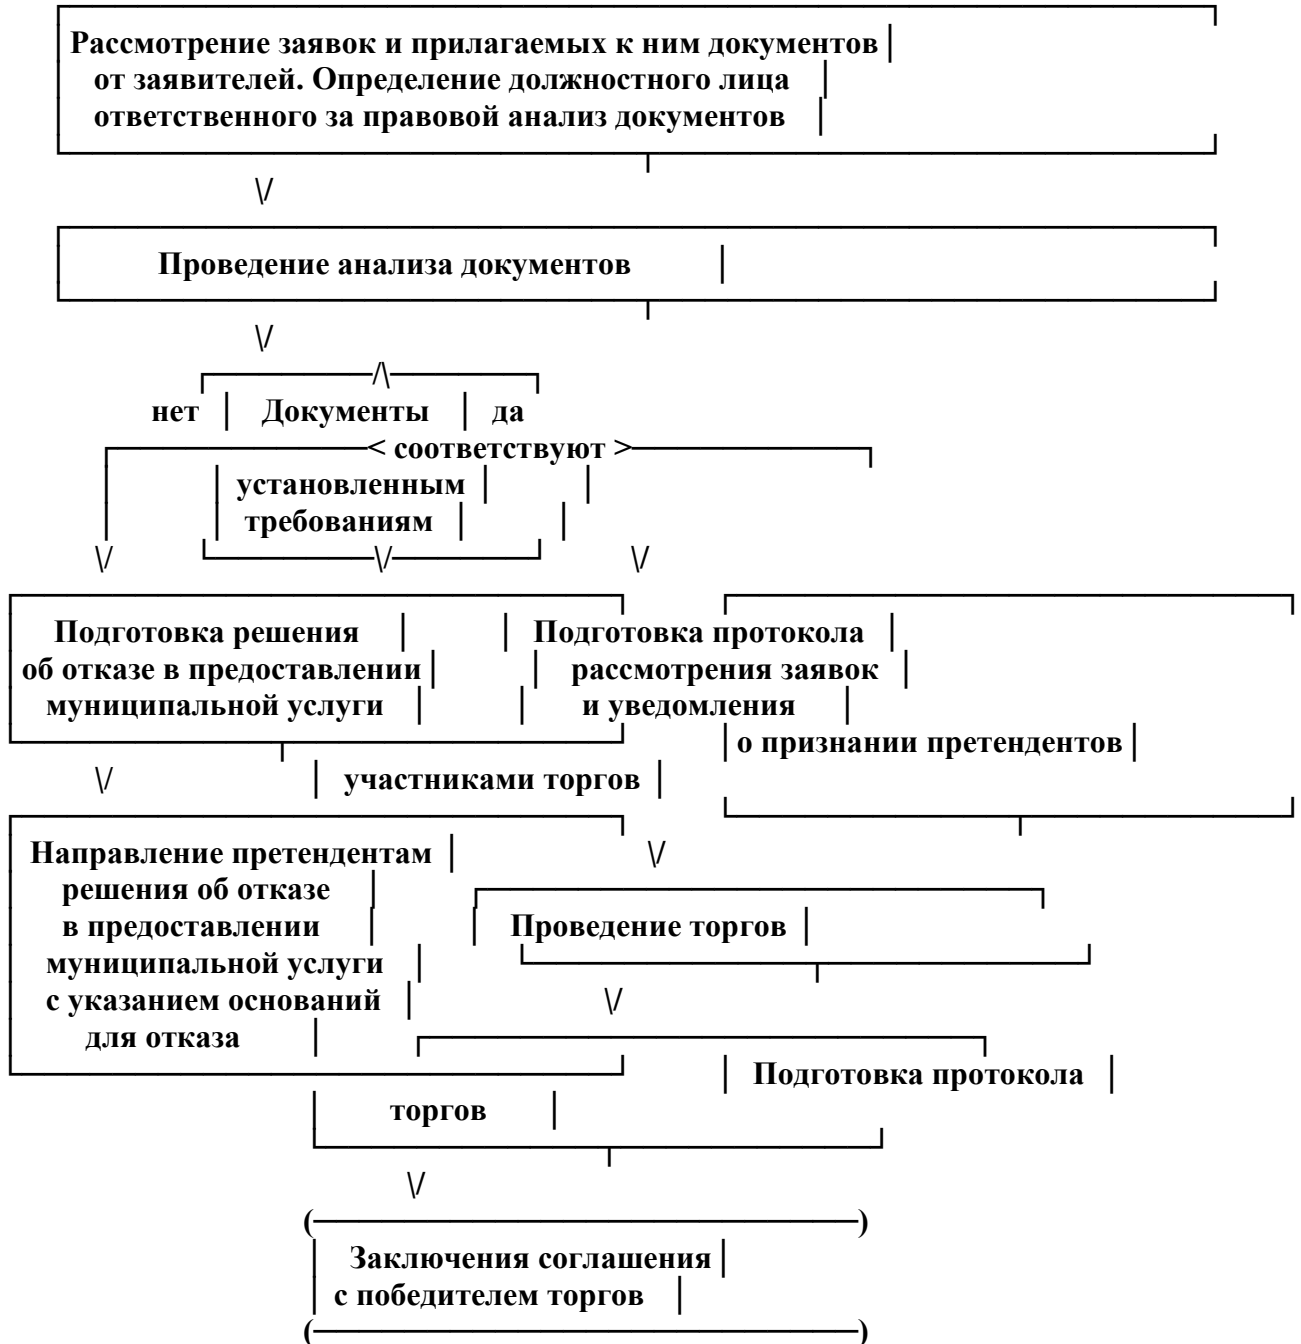 Рассмотрение заявок и прилагаемых к ним документов
от заявителей. Определение должностного лица
ответственного за правовой анализ документов
Проведение анализа документов
нет Документы да
< соответствуют >
установленным
требованиям
Подготовка решения Подготовка протокола
об отказе в предоставлении рассмотрения заявок
муниципальной услуги и уведомления
о признании претендентов
участниками торгов
Направление претендентам
решения об отказе
в предоставлении Проведение торгов
муниципальной услуги
с указанием оснований
для отказа
Подготовка протокола
торгов
Заключения соглашения
с победителем торгов